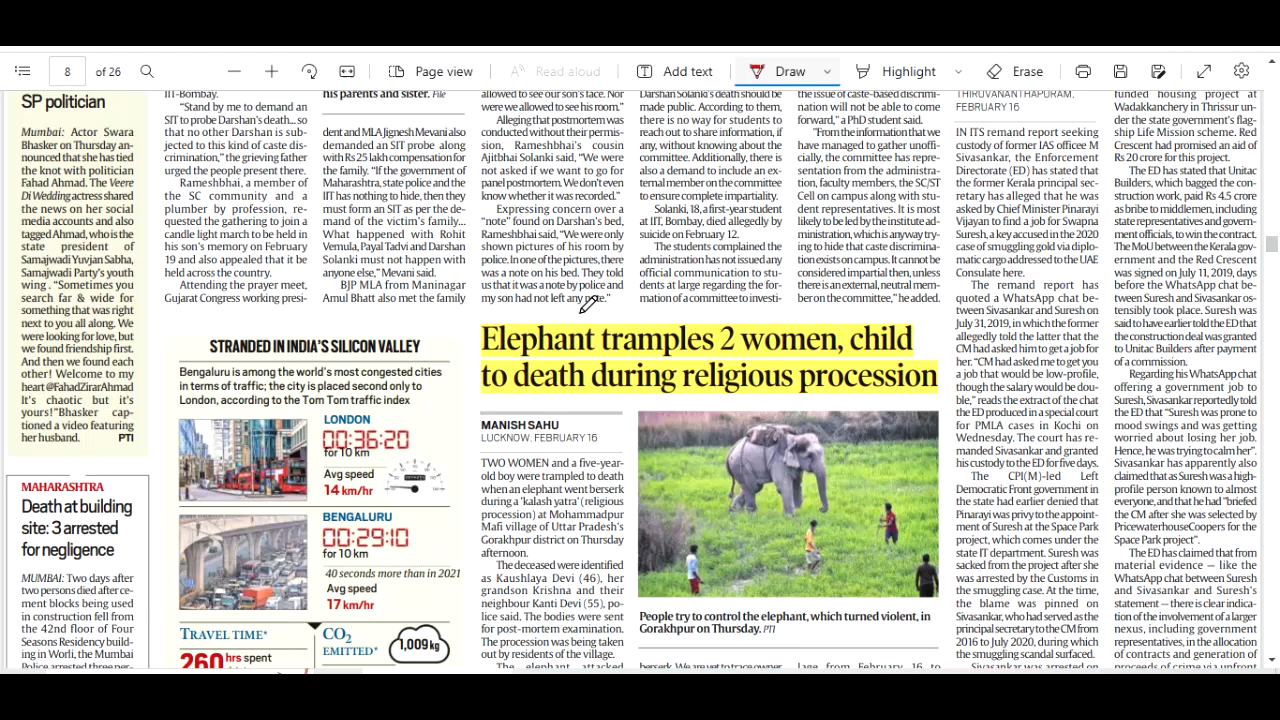 8
of 26
Page view
Read aloud
Add text
Draw
Highlight
Erase
SP politician
Mumbai: Actor Swara
Bhasker on Thursday an-
nounced that she has tied
the knot with politician
Fahad Ahmad. The Veere
Di Wedding actress shared
the news on her social
media accounts and also
tagged Ahmad, who is the
state president of
Samajwadi Yuvjan Sabha,
Samajwadi Party's youth
wing. "Sometimes you
search far & wide for
something that was right
next to you all along. We
were looking for love, but
we found friendship first.
And then we found each
other! Welcome to my
heart @FahadZirarAhmad
It's chaotic but it's
yours!"Bhasker cap-
tioned a video featuring
her husband. PTI
MAHARASHTRA
Death at building
site: 3 arrested
for negligence
MUMBAI: Two days after
two persons died after ce-
ment blocks being used
in construction fell from
the 42nd floor of Four
Seasons Residency build-
ing in Worli, the Mumbai
Police arrested three per-
IIT-Bombay.
"Stand by me to demand an
SIT to probe Darshan's death... so
that no other Darshan is sub-
jected to this kind of caste dis-
crimination," the grieving father
urged the people present there.
Rameshbhai, a member of
the SC community and a
plumber by profession, re-
quested the gathering to join a
candle light march to be held in
his son's memory on February
19 and also appealed that it be
held across the country.
Attending the prayer meet,
Gujarat Congress working presi-
his parents and sister. File
dent and MLA Jignesh Mevani also
demanded an SIT probe along
with Rs 25 lakh compensation for
the family. "If the government of
Maharashtra, state police and the
IIT has nothing to hide, then they
must form an SIT as per the de-
mand of the victim's family...
What happened with Rohit
Vemula, Payal Tadvi and Darshan
Solanki must not happen with
anyone else," Mevani said.
BJP MLA from Maninagar
Amul Bhatt also met the family
allowed to see our son's face. Nor
were we allowed to see his room."
Alleging that postmortem was
conducted without their permis-
sion, Rameshbhai's cousin
Ajitbhai Solanki said, "We were
not asked if we want to go for
panel postmortem. We don't even
know whether it was recorded."
Expressing concern over a
"note" found on Darshan's bed,
Rameshbhai said, "We were only
shown pictures of his room by
police. In one of the pictures, there
was a note on his bed. They told
us that it was a note by police and
my son had not left any note."
Darshan Solanki's death should be
made public. According to them,
there is no way for students to
reach out to share information, if
any, without knowing about the
committee. Additionally, there is
also a demand to include an ex-
ternal member on the committee
to ensure complete impartiality.
Solanki, 18, a first-year student
at IIT, Bombay, died allegedly by
suicide on February 12.
The students complained the
administration has not issued any
official communication to stu-
dents at large regarding the for-
mation of a committee to investi-
the issue of caste-based discrimi-
nation will not be able to come
forward," a PhD student said.
"From the information that we
have managed to gather unoffi-
cially, the committee has repre-
sentation from the administra-
tion, faculty members, the SC/ST
Cell on campus along with stu-
dent representatives. It is most
likely to be led by the institute ad-
ministration, which is anyway try-
ing to hide that caste discrimina-
tion exists on campus. It cannot be
considered impartial then, unless
there is an external, neutral mem-
ber on the committee," he added.
STRANDED IN INDIA'S SILICON VALLEY
Bengaluru is among the world's most congested cities
in terms of traffic; the city is placed second only to
London, according to the Tom Tom traffic index
LONDON
00:36:20
for 10 km
Avg speed
14 km/hr
BENGALURU
00:29:10
for 10 km
40 seconds more than in 2021
Avg speed
17 km/hr
TRAVEL TIME*
260 hrs spent
CO2
EMITTED*
1,009 kg
Elephant tramples 2 women, child
to death during religious procession
MANISH SAHU
LUCKNOW, FEBRUARY 16
TWO WOMEN and a five-year-
old boy were trampled to death
when an elephant went berserk
during a 'kalash yatra' (religious
procession) at Mohammadpur
Mafi village of Uttar Pradesh's
Gorakhpur district on Thursday
afternoon.
The deceased were identified
as Kaushlaya Devi (46), her
grandson Krishna and their
neighbour Kanti Devi (55), po-
lice said. The bodies were sent
for post-mortem examination.
The procession was being taken
out by residents of the village.
The elephant attacked
People try to control the elephant, which turned violent, in
Gorakhpur on Thursday. PTI
berserk. We are yet to trace owner
lage from February 16 to
THIRUVANANTHAPURAM,
FEBRUARY 16
IN ITS remand report seeking
custody of former IAS officee M
Sivasankar, the Enforcement
Directorate (ED) has stated that
the former Kerala principal sec-
retary has alleged that he was
asked by Chief Minister Pinarayi
Vijayan to find a job for Swapna
Suresh, a key accused in the 2020
case of smuggling gold via diplo-
matic cargo addressed to the UAE
Consulate here.
The remand report has
quoted a WhatsApp chat be-
tween Sivasankar and Suresh on
July 31, 2019, in which the former
allegedly told the latter that the
CM had asked him to get a job for
her. "CM had asked me to get you
a job that would be low-profile,
though the salary would be dou-
ble," reads the extract of the chat
the ED produced in a special court
for PMLA cases in Kochi on
Wednesday. The court has re-
manded Sivasankar and granted
his custody to the ED for five days.
The CPI(M)-led Left
Democratic Front government in
the state had earlier denied that
Pinarayi was privy to the appoint-
ment of Suresh at the Space Park
project, which comes under the
state IT department. Suresh was
sacked from the project after she
was arrested by the Customs in
the smuggling case. At the time,
the blame was pinned on
Sivasankar, who had served as the
principal secretary to the CM from
2016 to July 2020, during which
the smuggling scandal surfaced.
Sivasankar was arrested on
funded housing project at
Wadakkanchery in Thrissur un-
der the state government's flag-
ship Life Mission scheme. Red
Crescent had promised an aid of
Rs 20 crore for this project.
The ED has stated that Unitac
Builders, which bagged the con-
struction work, paid Rs 4.5 crore
as bribe to middlemen, including
state representatives and govern-
ment officials, to win the contract.
The MoU between the Kerala gov-
ernment and the Red Crescent
was signed on July 11, 2019, days
before the WhatsApp chat be-
tween Suresh and Sivasankar os-
tensibly took place. Suresh was
said to have earlier told the ED that
the construction deal was granted
to Unitac Builders after payment
of a commission.
Regarding his WhatsApp chat
offering a government job to
Suresh, Sivasankar reportedly told
the ED that "Suresh was prone to
mood swings and was getting
worried about losing her job.
Hence, he was trying to calm her".
Sivasankar has apparently also
claimed that as Suresh was a high-
profile person known to almost
everyone, and that he had "briefed
the CM after she was selected by
PricewaterhouseCoopers for the
Space Park project".
The ED has claimed that from
material evidence — like the
WhatsApp chat between Suresh
and Sivasankar and Suresh's
statement — there is clear indica-
tion of the involvement of a larger
nexus, including government
representatives, in the allocation
of contracts and generation of
proceeds of crime via upfront